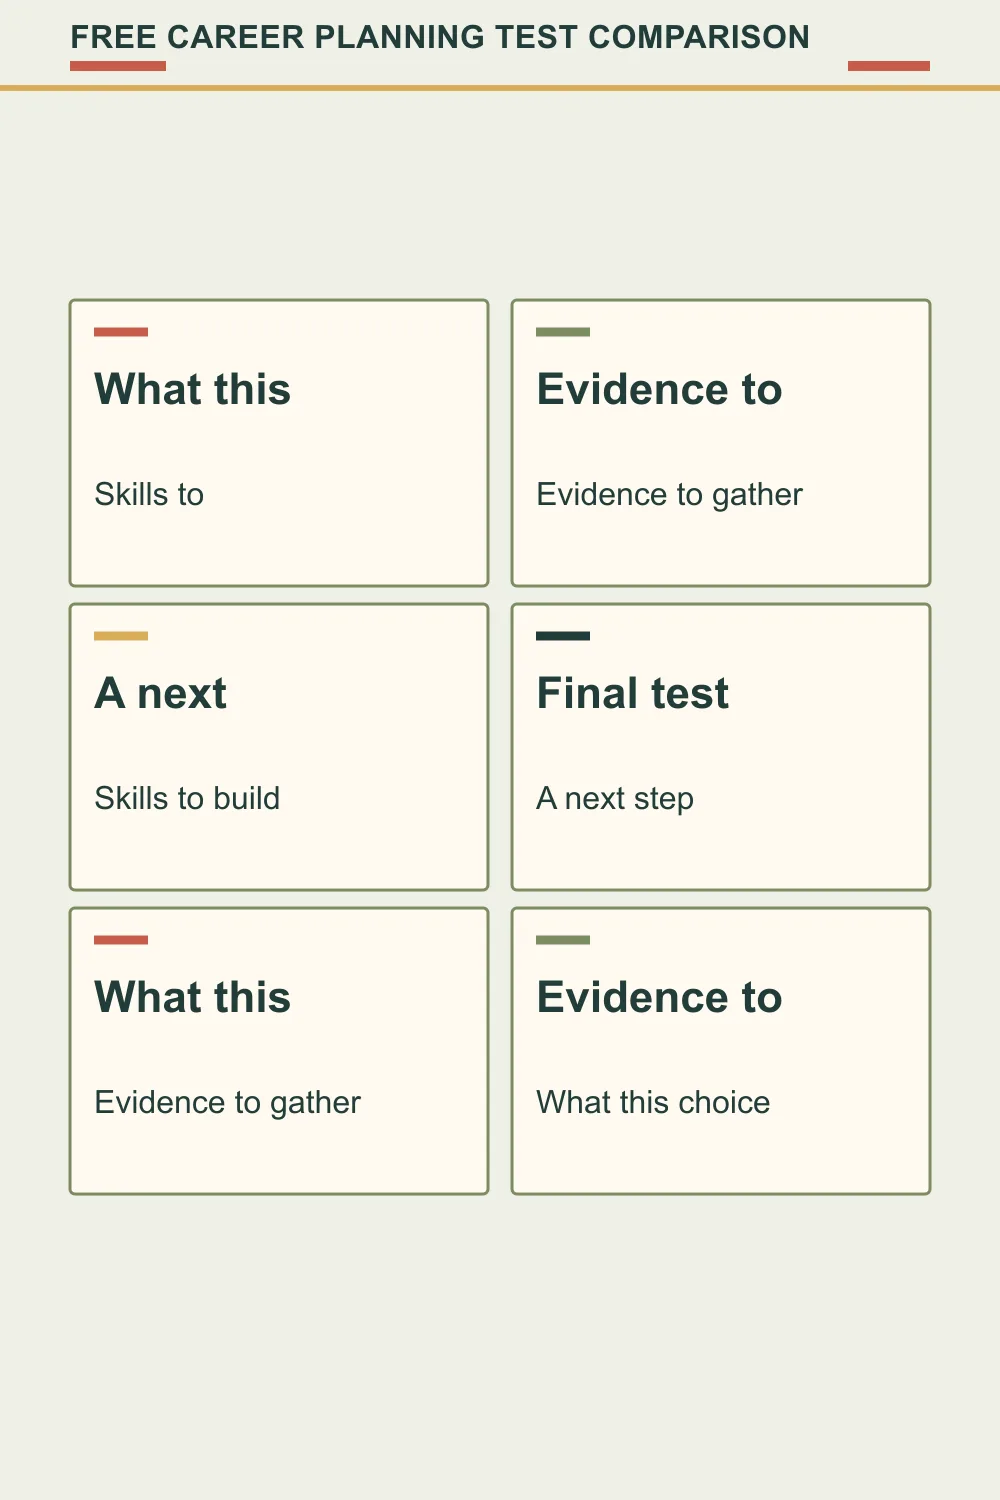 FREE CAREER PLANNING TEST COMPARISON
What this
Skills to
Evidence to
Evidence to gather
A next
Skills to build
Final test
A next step
What this
Evidence to gather
Evidence to
What this choice